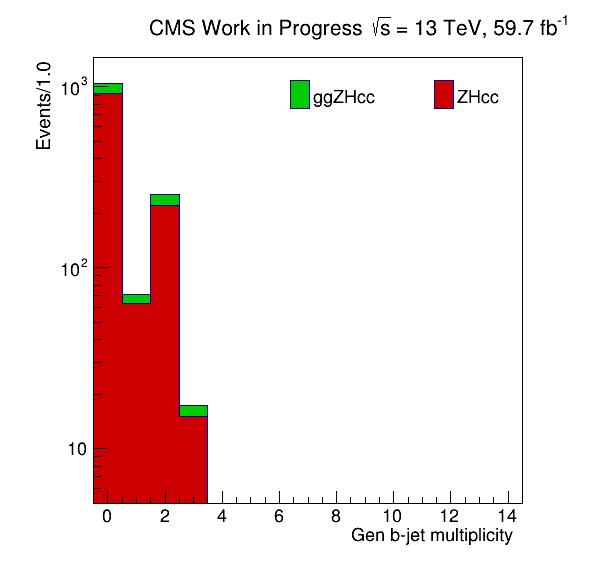 CMS Work in Progress √s = 13 TeV, 59.7 fb⁻¹
Events/1.0
ggZHcc ZHcc
10³
10²
10
0 2 4 6 8 10 12 14
Gen b-jet multiplicity